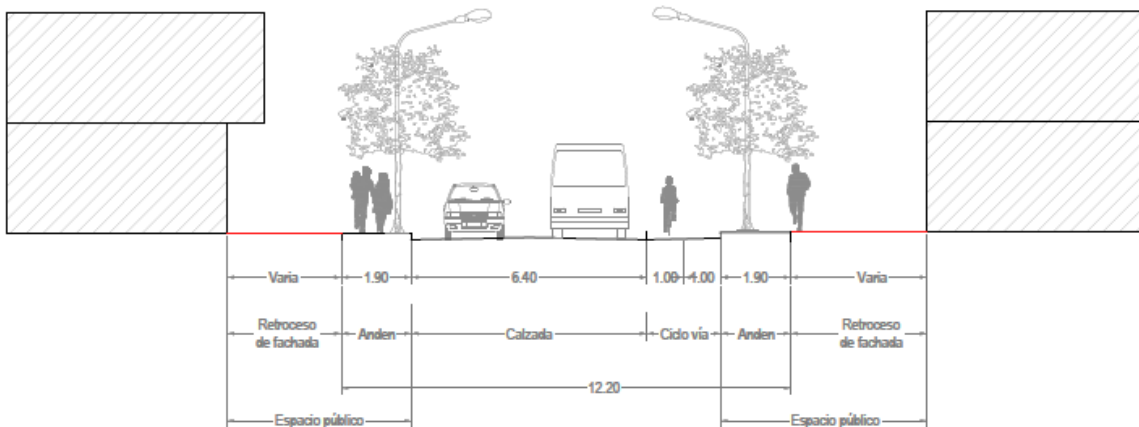 Varia 1.90 6.40 1.00 1.00 1.90 Varia
Retroceso
de fachada
Anden
Calzada
Ciclo vía
Anden
Retroceso
de fachada
12.20
Espacio público
Espacio público